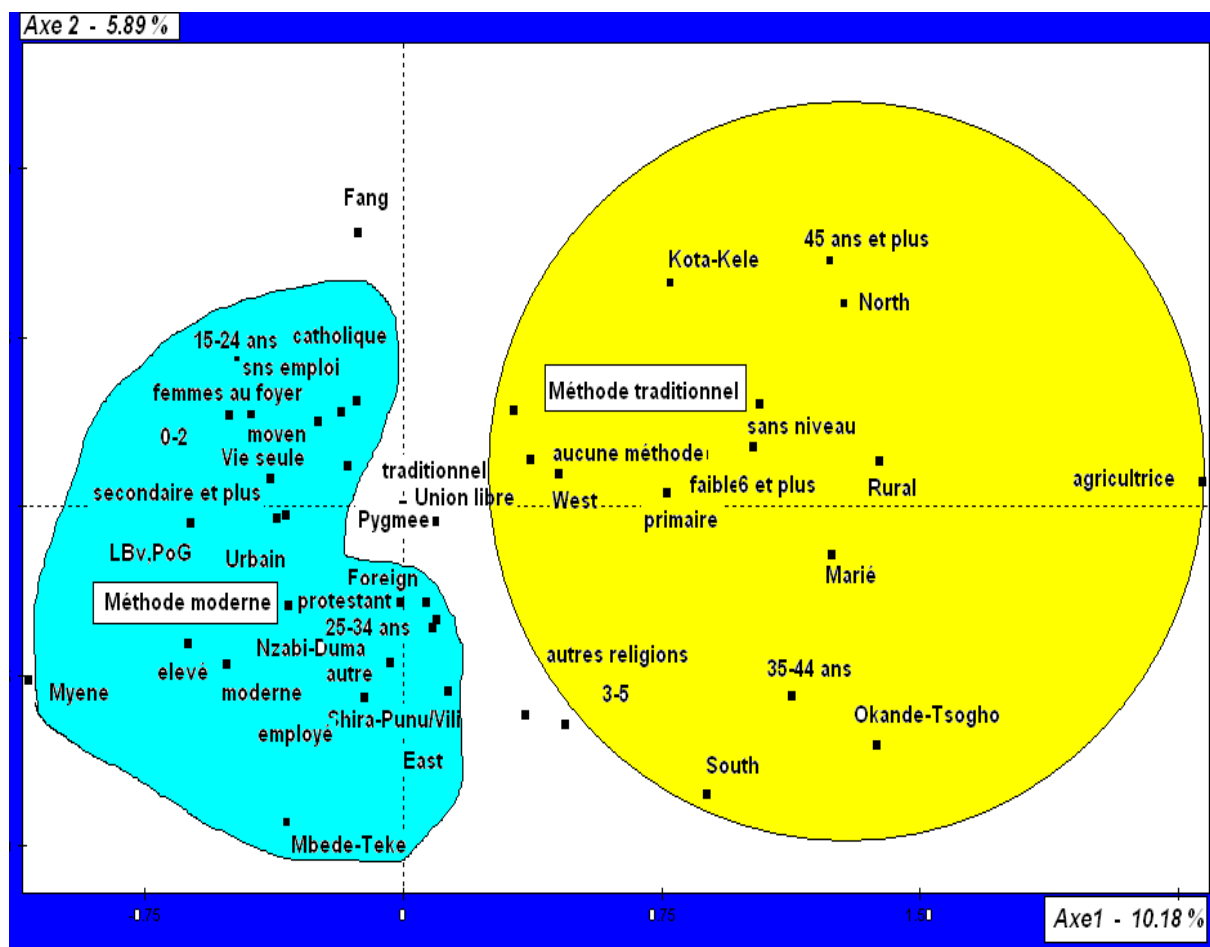 Axe 2 - 5.89 %
Fang
45 ans et plus
Kota-Kele
North
15-24 ans
catholique
sns emploi
femmes au foyer
Méthode traditionnel
0-2
moyen
sans niveau
Vie seule
aucune méthode
traditionnel
secondaire et plus
Union libre
West
faible
6 et plus
Rural
agricultrice
Pygmee
primaire
LBv,PoG
Urbain
Foreign
Marié
Méthode moderne
protestant
25-34 ans
Nzabi-Duma
autres religions
elevé
autre
35-44 ans
Myene
moderne
3-5
Shira-Punu/Vili
Okande-Tsogho
employé
East
South
Mbede-Teke
-0.75
0
0.75
1.50
Axe1 - 10.18 %